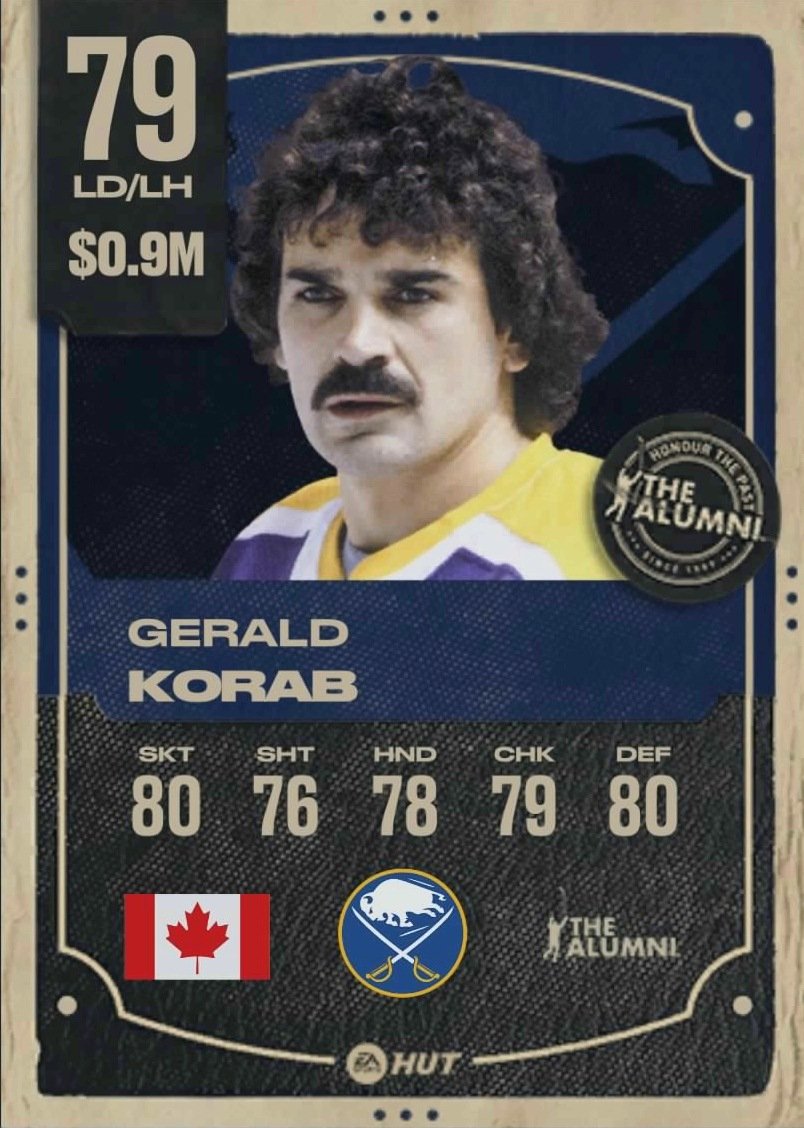 79
LD/LH
$0.9M
HONOUR THE PAST
THE
ALUMNI
GERALD
KORAB
SKT SHT HND CHK DEF
80 76 78 79 80
THE
ALUMNI
EA HUT